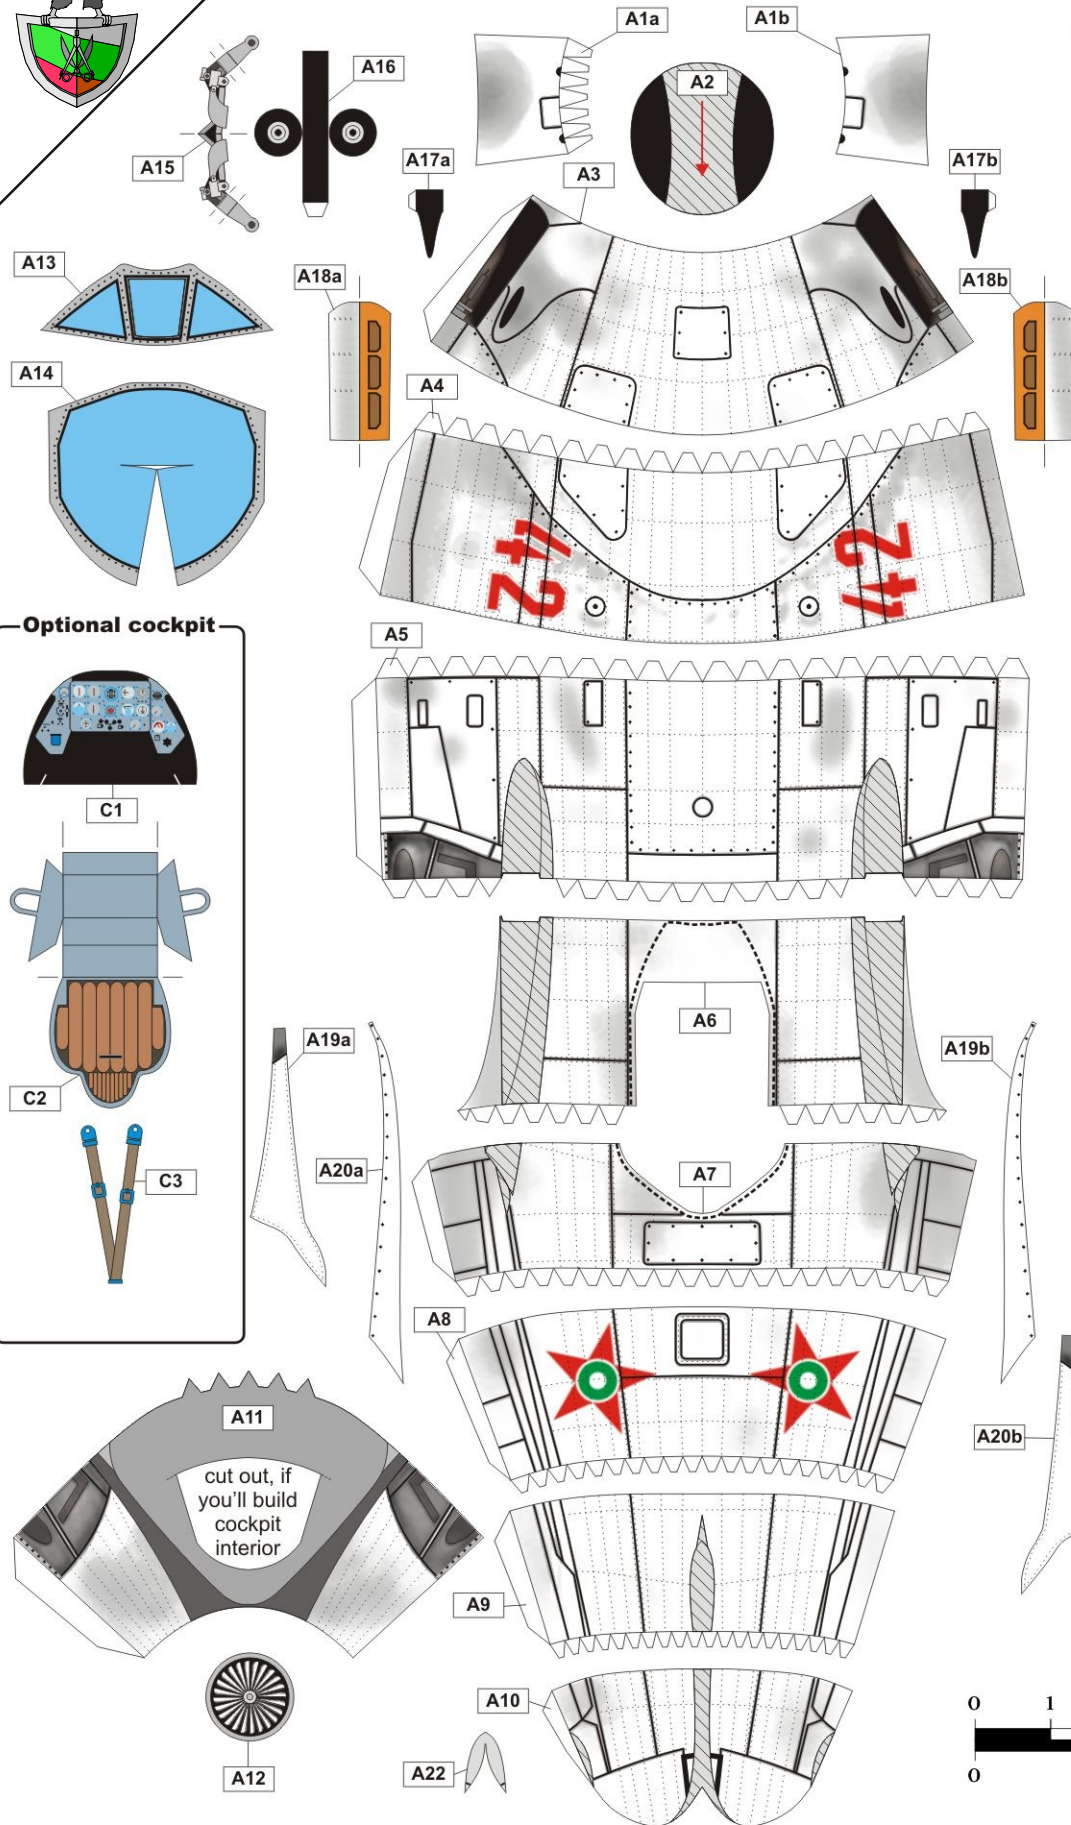 A1a
A1b
A16
A2
A15
A17a
A17b
A3
A13
A18a
A18b
A14
A4
42
42
Optional cockpit
A5
C1
A6
A19a
A19b
C2
A20a
C3
A7
A8
A11
cut out, if
you'll build
cockpit
interior
A20b
A9
A10
0 1
A12
A22
0